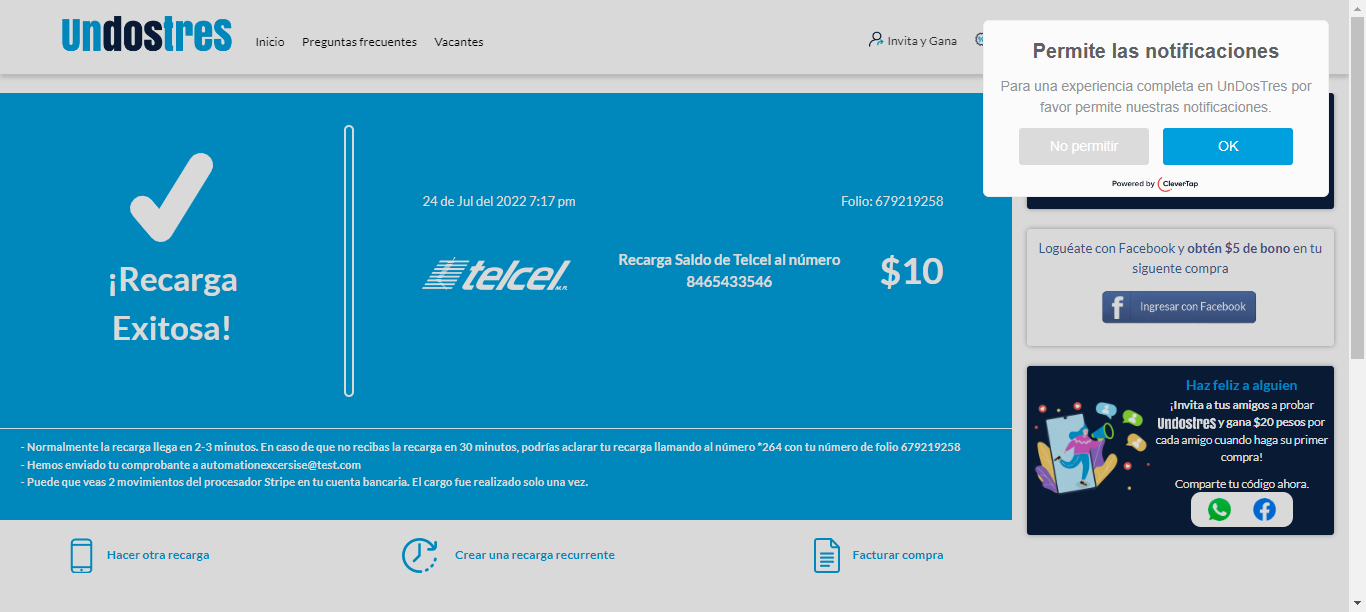 undostres
Inicio Preguntas frecuentes Vacantes
Invita y Gana
Permite las notificaciones
Para una experiencia completa en UnDosTres por
favor permite nuestras notificaciones.
No permitir OK
Powered by CleverTap
¡Recarga
Exitosa!
24 de Jul del 2022 7:17 pm
Folio: 679219258
telcel M.R.
Recarga Saldo de Telcel al número
8465433546
$10
- Normalmente la recarga llega en 2-3 minutos. En caso de que no recibas la recarga en 30 minutos, podrías aclarar tu recarga llamando al número *264 con tu número de folio 679219258
- Hemos enviado tu comprobante a automationexcersise@test.com
- Puede que veas 2 movimientos del procesador Stripe en tu cuenta bancaria. El cargo fue realizado solo una vez.
Hacer otra recarga
Crear una recarga recurrente
Facturar compra
Loguéate con Facebook y obtén $5 de bono en tu
siguente compra
Ingresar con Facebook
Haz feliz a alguien
¡Invita a tus amigos a probar
undostres y gana $20 pesos por
cada amigo cuando haga su primer
compra!
Comparte tu código ahora.